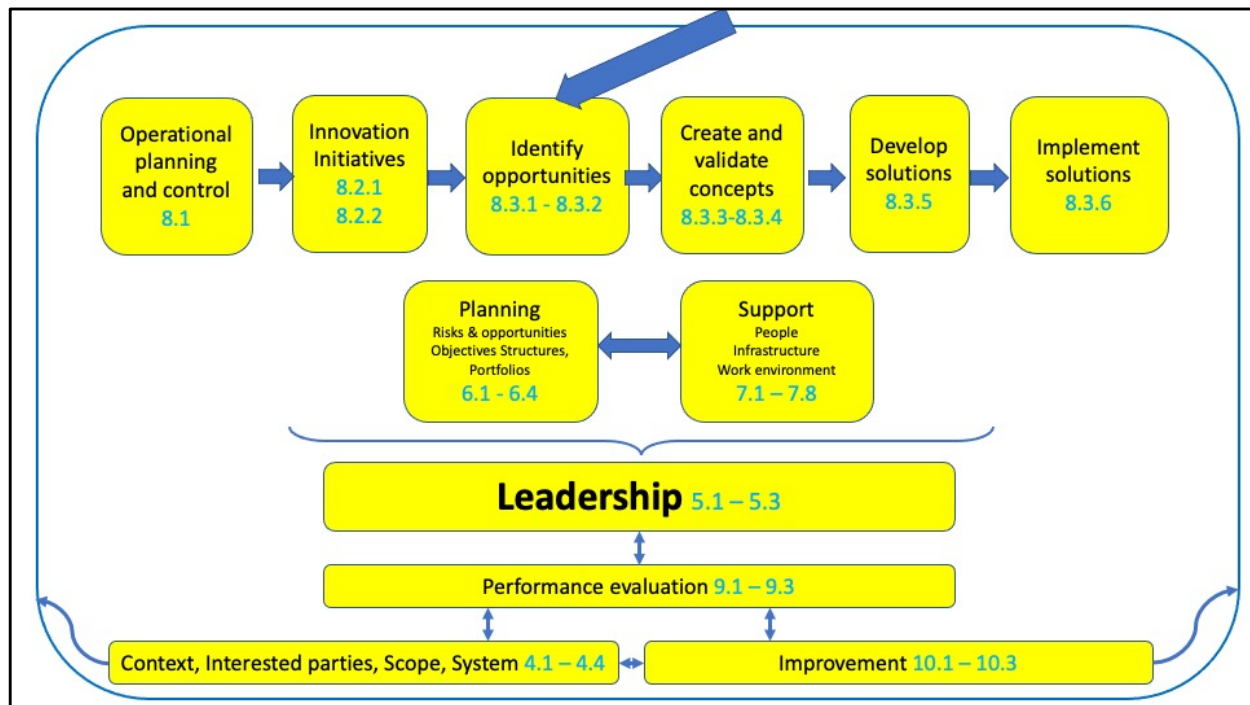 Operational
planning
and control
8.1
Innovation
Initiatives
8.2.1
8.2.2
Identify
opportunities
8.3.1 - 8.3.2
Create and
validate
concepts
8.3.3-8.3.4
Develop
solutions
8.3.5
Implement
solutions
8.3.6
Planning
Risks & opportunities
Objectives Structures,
Portfolios
6.1 - 6.4
Support
People
Infrastructure
Work environment
7.1 – 7.8
Leadership 5.1 – 5.3
Performance evaluation 9.1 – 9.3
Context, Interested parties, Scope, System 4.1 – 4.4
Improvement 10.1 – 10.3